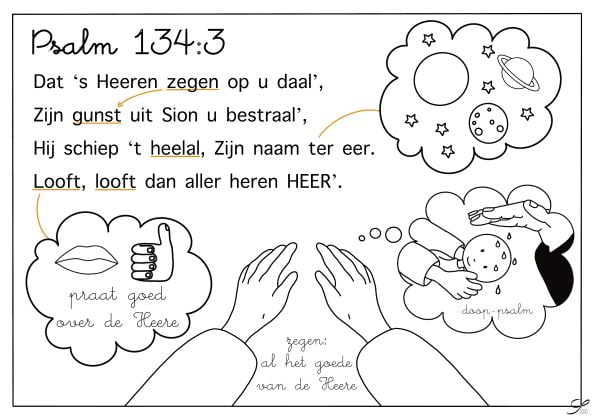 Psalm 134:3
Dat ‘s Heeren zegen op u daal’,
Zijn gunst uit Sion u bestraal’,
Hij schiep ‘t heelal, Zijn naam ter eer.
Looft, looft dan aller heren HEER’.
praat goed
over de Heere
doop-psalm
zegen:
al het goede
van de Heere